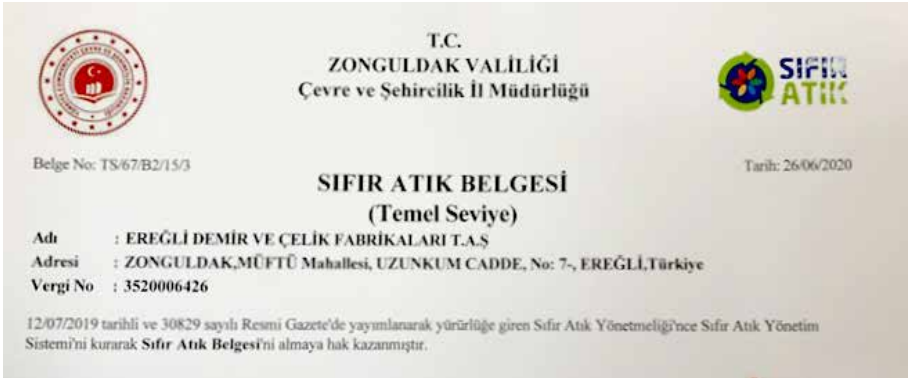 T.C.
ZONGULDAK VALİLİĞİ
Çevre ve Şehircilik İl Müdürlüğü
SIFIR
ATIK
Belge No: TS/67/B2/15/3
Tarih: 26/06/2020
SIFIR ATIK BELGESİ
(Temel Seviye)
Adı : EREĞLİ DEMİR VE ÇELİK FABRİKALARI T.A.Ş
Adresi : ZONGULDAK,MÜFTÜ Mahallesi, UZUNKUM CADDE, No: 7-, EREĞLİ,Türkiye
Vergi No : 3520006426
12/07/2019 tarihli ve 30829 sayılı Resmi Gazete'de yayımlanarak yürürlüğe giren Sıfır Atık Yönetmeliği'nce Sıfır Atık Yönetim
Sistemi'ni kurarak Sıfır Atık Belgesi'ni almaya hak kazanmıştır.